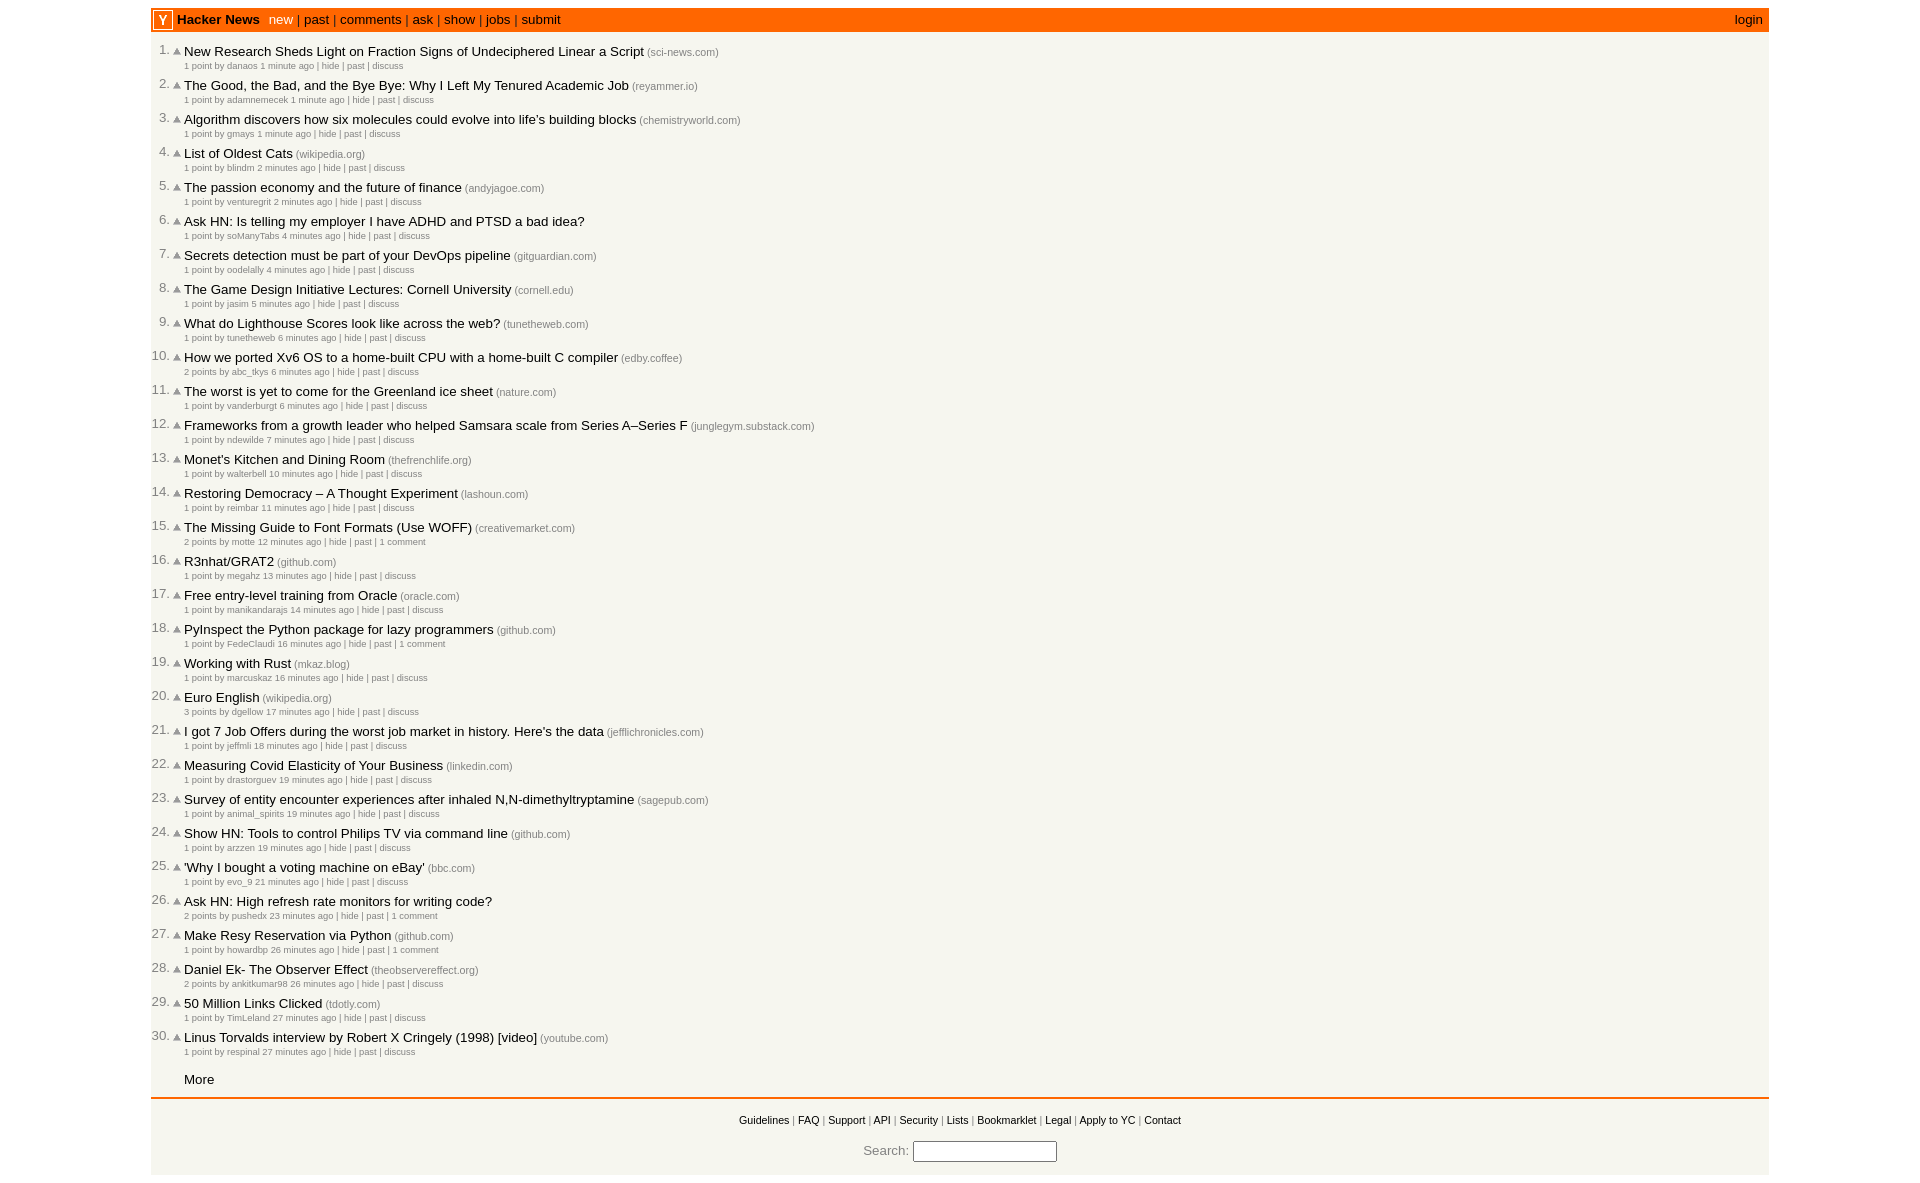 Y Hacker News new | past | comments | ask | show | jobs | submit login
1. New Research Sheds Light on Fraction Signs of Undeciphered Linear a Script (sci-news.com)
1 point by danaos 1 minute ago | hide | past | discuss
2. The Good, the Bad, and the Bye Bye: Why I Left My Tenured Academic Job (reyammer.io)
1 point by adamnemecek 1 minute ago | hide | past | discuss
3. Algorithm discovers how six molecules could evolve into life's building blocks (chemistryworld.com)
1 point by gmays 1 minute ago | hide | past | discuss
4. List of Oldest Cats (wikipedia.org)
1 point by blindm 2 minutes ago | hide | past | discuss
5. The passion economy and the future of finance (andyjagoe.com)
1 point by venturegrit 2 minutes ago | hide | past | discuss
6. Ask HN: Is telling my employer I have ADHD and PTSD a bad idea?
1 point by soManyTabs 4 minutes ago | hide | past | discuss
7. Secrets detection must be part of your DevOps pipeline (gitguardian.com)
1 point by oodelally 4 minutes ago | hide | past | discuss
8. The Game Design Initiative Lectures: Cornell University (cornell.edu)
1 point by jasim 5 minutes ago | hide | past | discuss
9. What do Lighthouse Scores look like across the web? (tunetheweb.com)
1 point by tunetheweb 6 minutes ago | hide | past | discuss
10. How we ported Xv6 OS to a home-built CPU with a home-built C compiler (edby.coffee)
2 points by abc_tkys 6 minutes ago | hide | past | discuss
11. The worst is yet to come for the Greenland ice sheet (nature.com)
1 point by vanderburgt 6 minutes ago | hide | past | discuss
12. Frameworks from a growth leader who helped Samsara scale from Series A–Series F (junglegym.substack.com)
1 point by ndewilde 7 minutes ago | hide | past | discuss
13. Monet's Kitchen and Dining Room (thefrenchlife.org)
1 point by walterbell 10 minutes ago | hide | past | discuss
14. Restoring Democracy – A Thought Experiment (lashoun.com)
1 point by reimbar 11 minutes ago | hide | past | discuss
15. The Missing Guide to Font Formats (Use WOFF) (creativemarket.com)
2 points by motte 12 minutes ago | hide | past | 1 comment
16. R3nhat/GRAT2 (github.com)
1 point by megahz 13 minutes ago | hide | past | discuss
17. Free entry-level training from Oracle (oracle.com)
1 point by manikandarajs 14 minutes ago | hide | past | discuss
18. PyInspect the Python package for lazy programmers (github.com)
1 point by FedeClaudi 16 minutes ago | hide | past | 1 comment
19. Working with Rust (mkaz.blog)
1 point by marcuskaz 16 minutes ago | hide | past | discuss
20. Euro English (wikipedia.org)
3 points by dgellow 17 minutes ago | hide | past | discuss
21. I got 7 Job Offers during the worst job market in history. Here's the data (jefflichronicles.com)
1 point by jeffmli 18 minutes ago | hide | past | discuss
22. Measuring Covid Elasticity of Your Business (linkedin.com)
1 point by drastorguev 19 minutes ago | hide | past | discuss
23. Survey of entity encounter experiences after inhaled N,N-dimethyltryptamine (sagepub.com)
1 point by animal_spirits 19 minutes ago | hide | past | discuss
24. Show HN: Tools to control Philips TV via command line (github.com)
1 point by arzzen 19 minutes ago | hide | past | discuss
25. 'Why I bought a voting machine on eBay' (bbc.com)
1 point by evo_9 21 minutes ago | hide | past | discuss
26. Ask HN: High refresh rate monitors for writing code?
2 points by pushedx 23 minutes ago | hide | past | 1 comment
27. Make Resy Reservation via Python (github.com)
1 point by howardbp 26 minutes ago | hide | past | 1 comment
28. Daniel Ek- The Observer Effect (theobservereffect.org)
2 points by ankitkumar98 26 minutes ago | hide | past | discuss
29. 50 Million Links Clicked (tdotly.com)
1 point by TimLeland 27 minutes ago | hide | past | discuss
30. Linus Torvalds interview by Robert X Cringely (1998) [video] (youtube.com)
1 point by respinal 27 minutes ago | hide | past | discuss
More
Guidelines | FAQ | Support | API | Security | Lists | Bookmarklet | Legal | Apply to YC | Contact
Search: